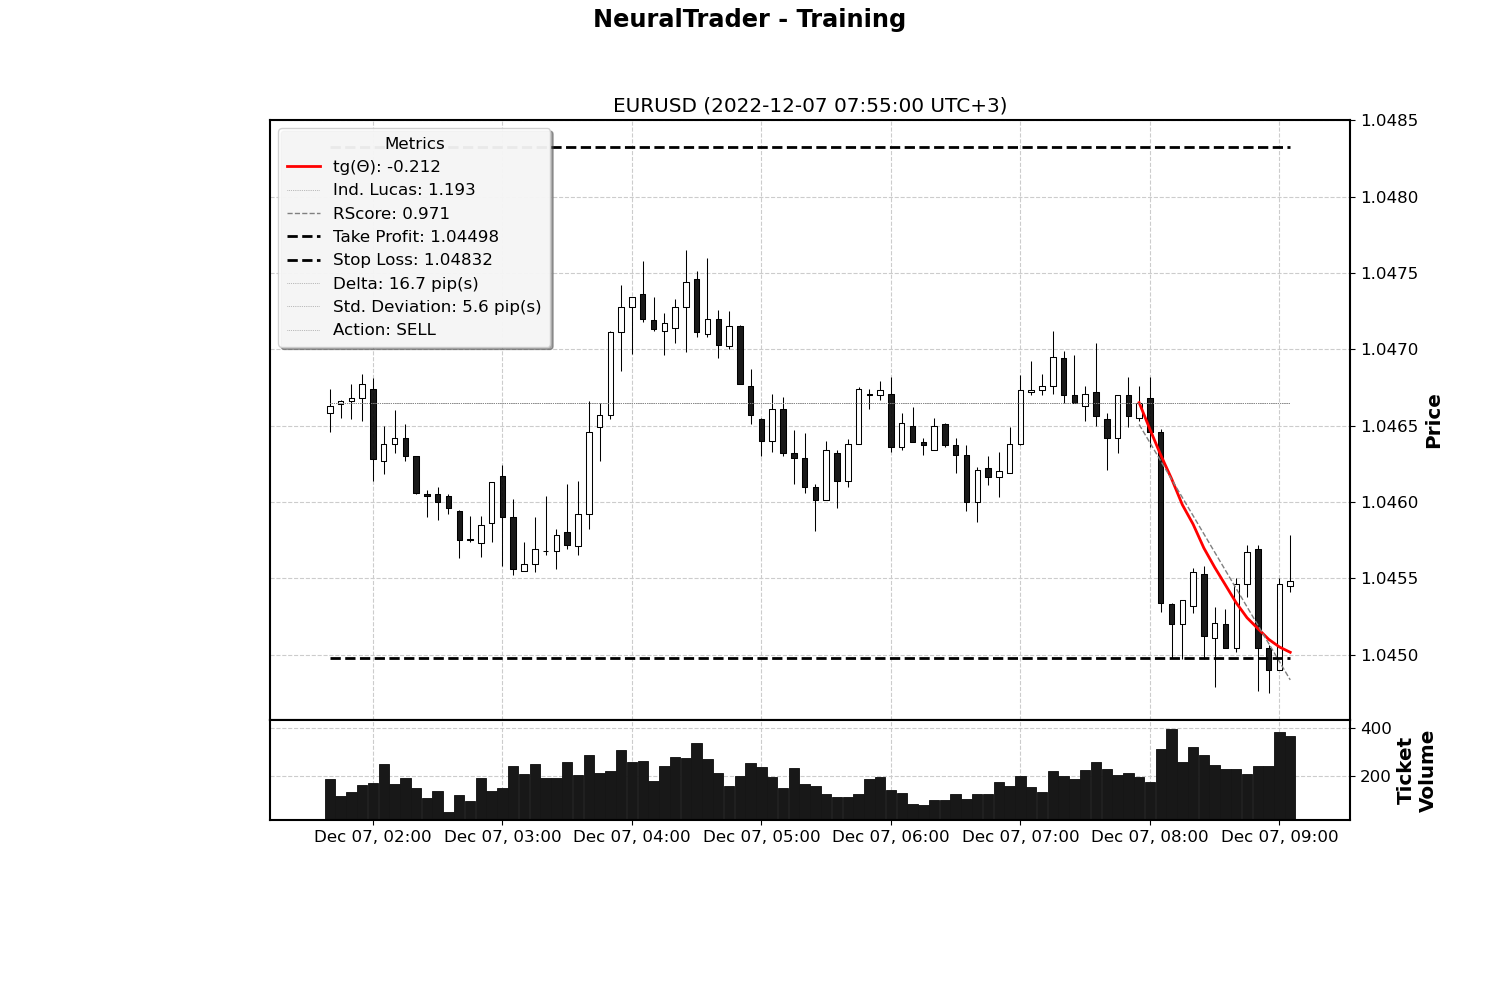 NeuralTrader - Training
EURUSD (2022-12-07 07:55:00 UTC+3)
Metrics
tg(Θ): -0.212
Ind. Lucas: 1.193
RScore: 0.971
Take Profit: 1.04498
Stop Loss: 1.04832
Delta: 16.7 pip(s)
Std. Deviation: 5.6 pip(s)
Action: SELL
1.0485
1.0480
1.0475
1.0470
1.0465
1.0460
1.0455
1.0450
Price
400
200
Ticket
Volume
Dec 07, 02:00 Dec 07, 03:00 Dec 07, 04:00 Dec 07, 05:00 Dec 07, 06:00 Dec 07, 07:00 Dec 07, 08:00 Dec 07, 09:00